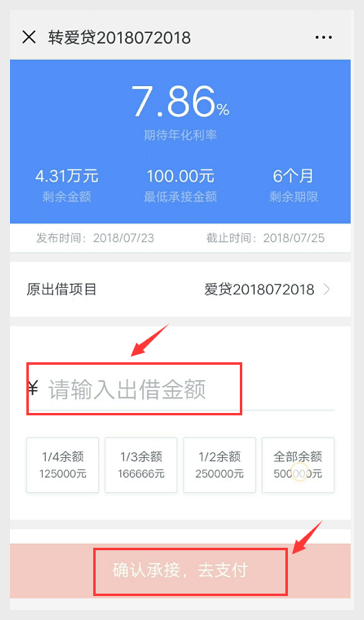 转爱贷2018072018
7.86%
期待年化利率
4.31万元 100.00元 6个月
剩余金额 最低承接金额 剩余期限
发布时间：2018/07/23 截止时间：2018/07/25
原出借项目 爱贷2018072018
¥ 请输入出借金额
1/4余额 1/3余额 1/2余额 全部余额
125000元 166666元 250000元 500000元
确认承接，去支付